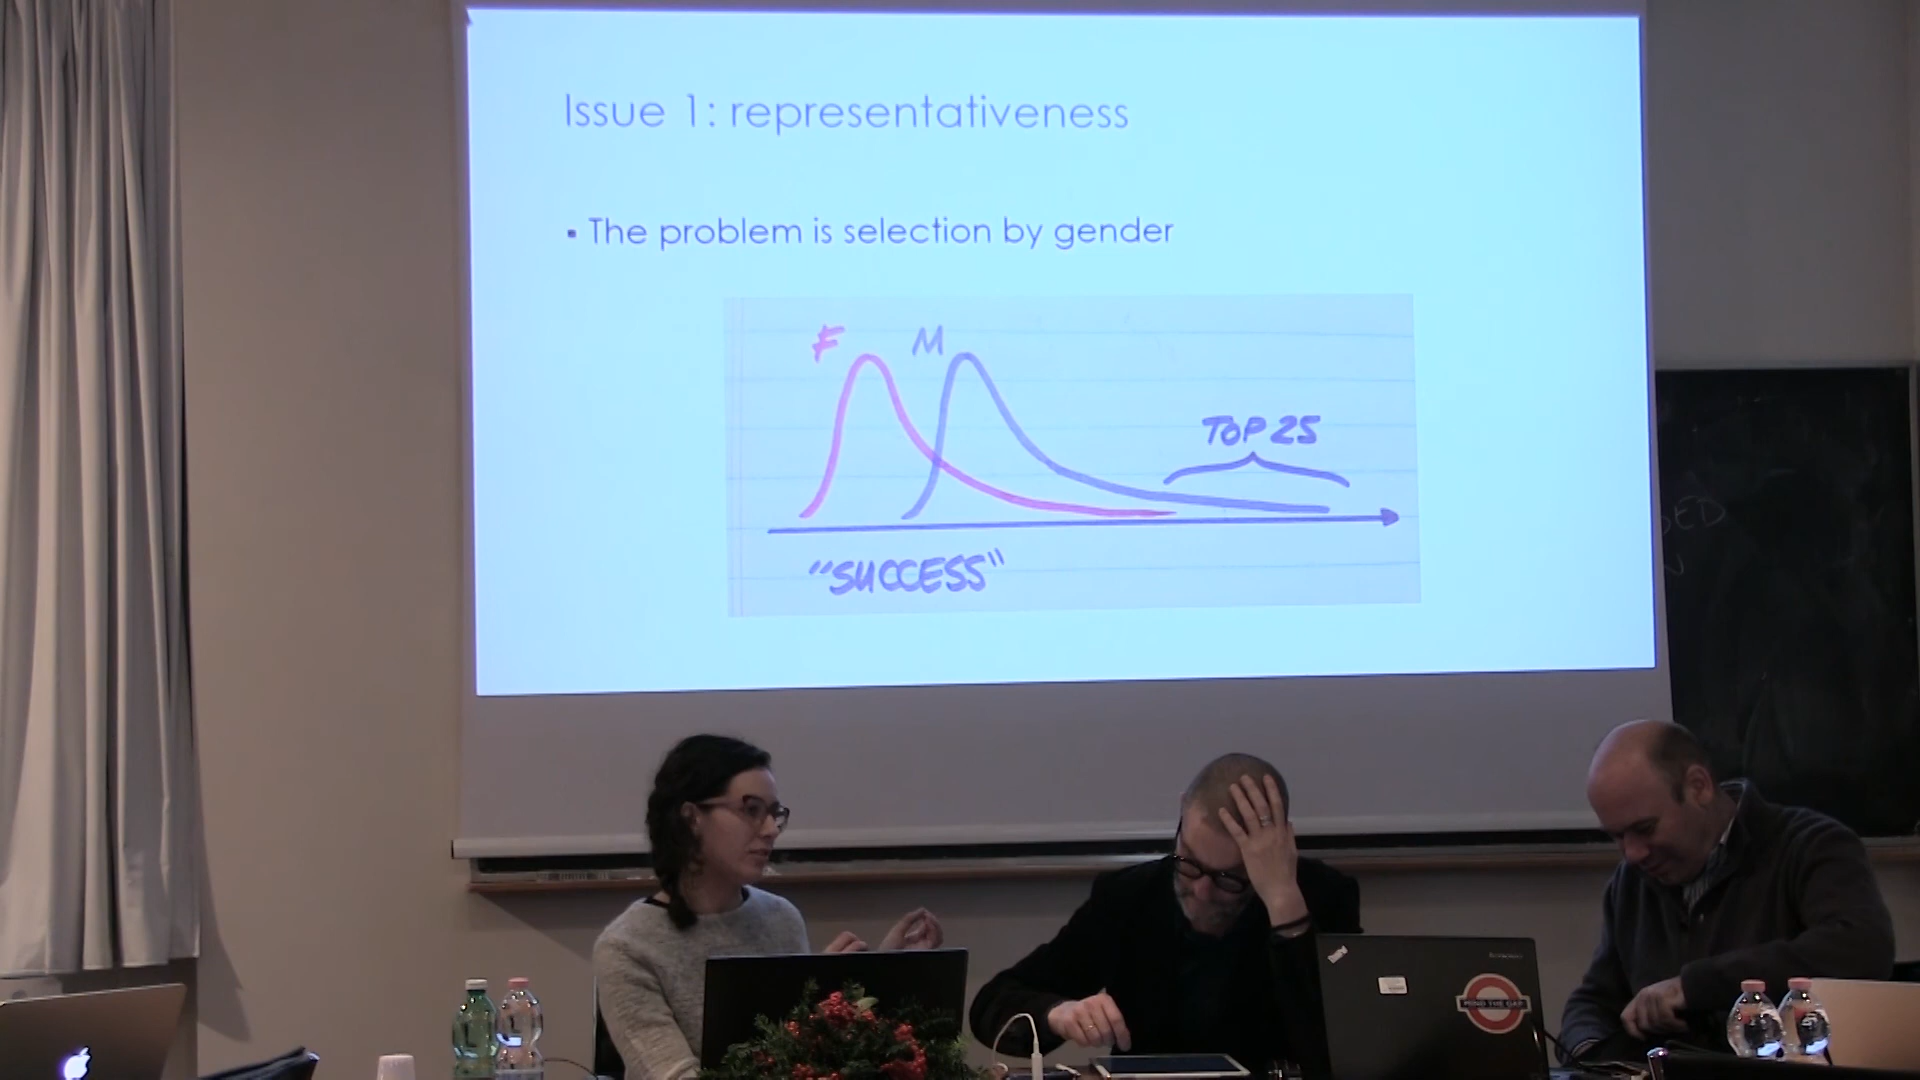 Issue 1: representativeness
▪ The problem is selection by gender
F M
TOP 25
"SUCCESS"
MIND THE GAP